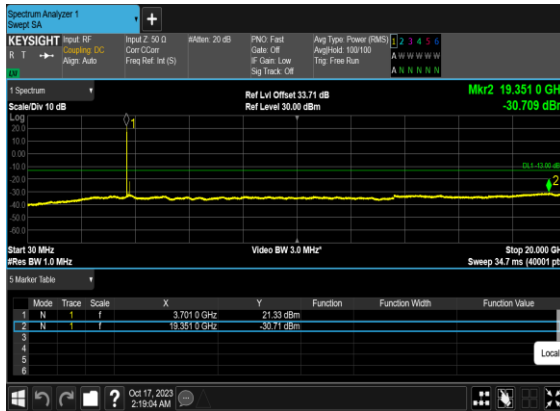 Spectrum Analyzer 1
Swept SA
+
KEYSIGHT Input: RF Input Z: 50 Ω #Atten: 20 dB PNO: Fast Avg Type: Power (RMS) 1 2 3 4 5 6
R T Coupling: DC Corr CCorr Gate: Off Avg|Hold: 100/100 A W W W W W
Align: Auto Freq Ref: Int (S) IF Gain: Low Trig: Free Run
Sig Track: Off A N N N N N
1 Spectrum
Scale/Div 10 dB
Ref Lvl Offset 33.71 dB
Ref Level 30.00 dBm
Mkr2 19.351 0 GH
-30.709 dBr
Log
20.0
10.0
0.00
-10.0
-20.0
-30.0
-40.0
-50.0
-60.0
1
DL1 -13.00 dB
2
Start 30 MHz Video BW 3.0 MHz* Stop 20.000 GH
#Res BW 1.0 MHz Sweep 34.7 ms (40001 pts
5 Marker Table
Mode Trace Scale X Y Function Function Width Function Value
1 N 1 f 3.701 0 GHz 21.33 dBm
2 N 1 f 19.351 0 GHz -30.71 dBm
3
4
5
6
Local
? Oct 17, 2023
2:19:04 AM